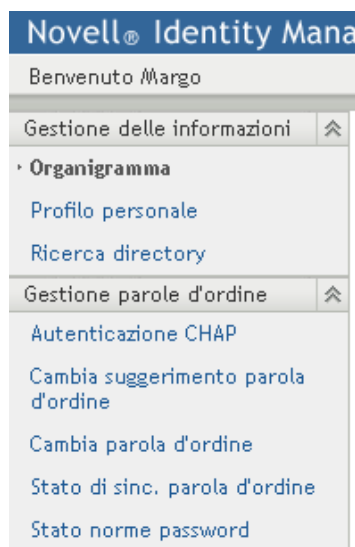 Novell® Identity Mana
Benvenuto Margo
Gestione delle informazioni
Organigramma
Profilo personale
Ricerca directory
Gestione parole d'ordine
Autenticazione CHAP
Cambia suggerimento parola
d'ordine
Cambia parola d'ordine
Stato di sinc. parola d'ordine
Stato norme password